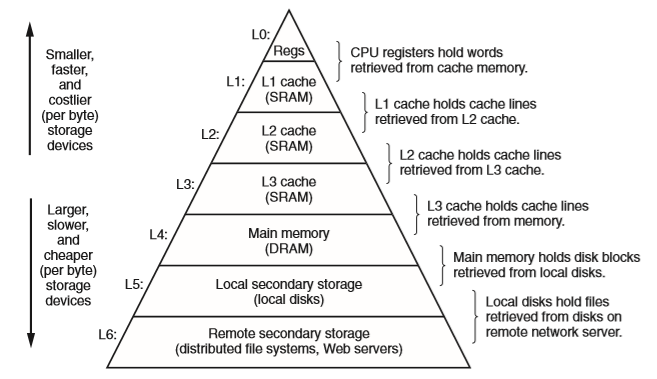 L0:
Regs
CPU registers hold words
retrieved from cache memory.
Smaller,
faster,
and
costlier
(per byte)
storage
devices
L1:
L1 cache
(SRAM)
L1 cache holds cache lines
retrieved from L2 cache.
L2:
L2 cache
(SRAM)
L2 cache holds cache lines
retrieved from L3 cache.
L3:
L3 cache
(SRAM)
L3 cache holds cache lines
retrieved from memory.
Larger,
slower,
and
cheaper
(per byte)
storage
devices
L4:
Main memory
(DRAM)
Main memory holds disk blocks
retrieved from local disks.
L5:
Local secondary storage
(local disks)
Local disks hold files
retrieved from disks on
remote network server.
L6:
Remote secondary storage
(distributed file systems, Web servers)